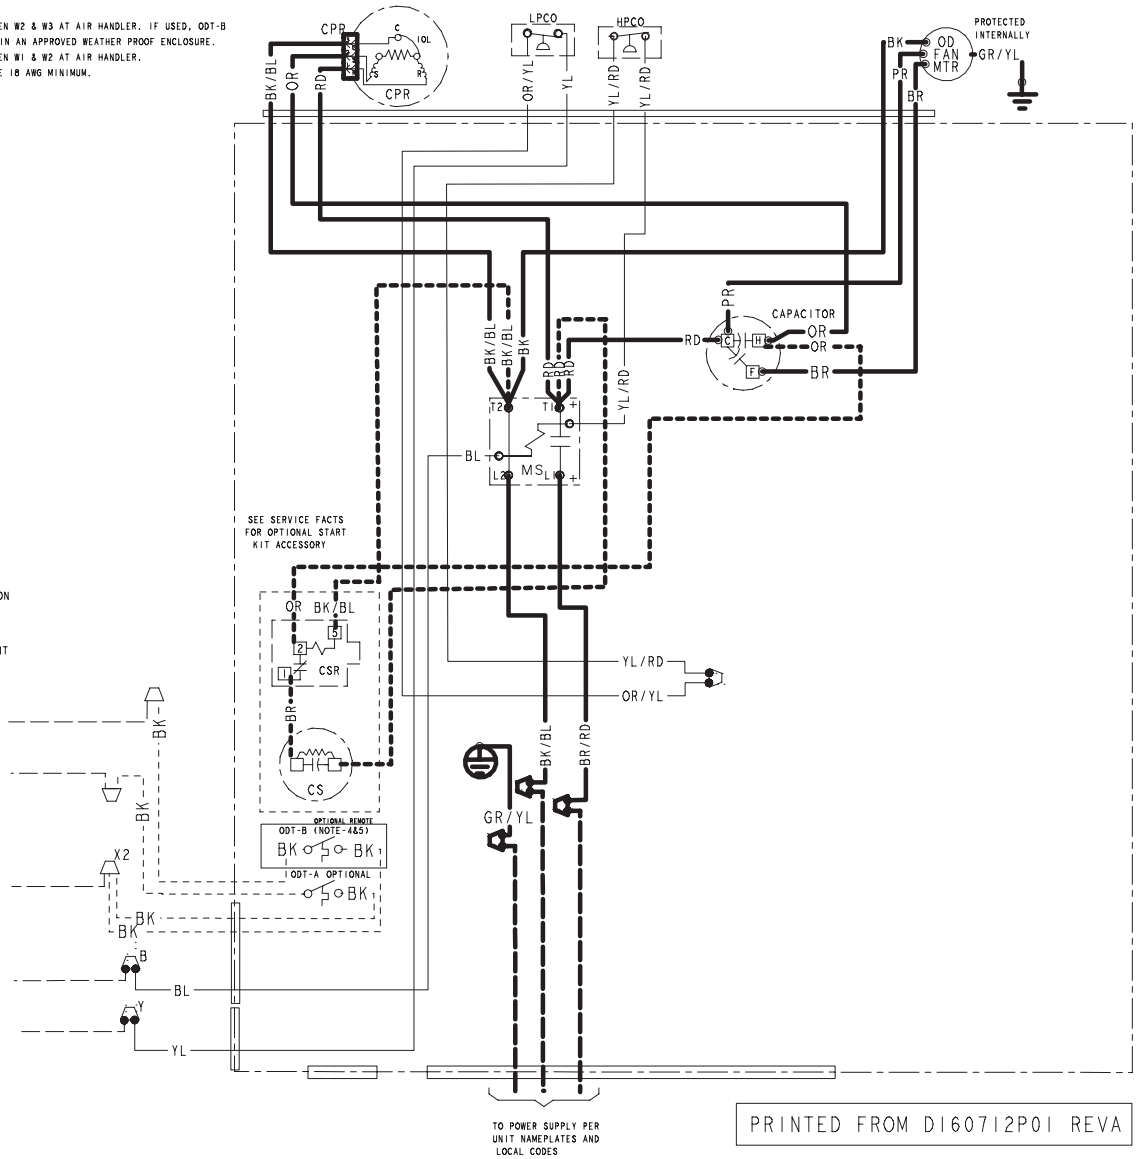 EN W2 & W3 AT AIR HANDLER. IF USED, ODT-B
IN AN APPROVED WEATHER PROOF ENCLOSURE.
EN W1 & W2 AT AIR HANDLER.
E 18 AWG MINIMUM.
CPR
C
IOL
S
R
CPR
BK/BL
OR
RD
LPCO
OR/YL
YL
HPCO
YL/RD
YL/RD
PROTECTED
INTERNALLY
BK
OD
FAN
MTR
PR
BR
GR/YL
CAPACITOR
PR
C
H
F
RD
OR
OR
BR
BK/BL
BK/BL
BK
RD
RD
RD
YL/RD
T2
T1
+
BL
MS
L2
L1
+
SEE SERVICE FACTS
FOR OPTIONAL START
KIT ACCESSORY
ON
IT
OR
BK/BL
5
2
1
CSR
BR
CS
YL/RD
OR/YL
BK/BL
BR/RD
GR/YL
OPTIONAL REMOTE
ODT-B (NOTE-4&5)
BK
BK
ODT-A OPTIONAL
BK
BK
BK
X2
BK
BK
B
BL
Y
YL
TO POWER SUPPLY PER
UNIT NAMEPLATES AND
LOCAL CODES
PRINTED FROM D160712P01 REVA